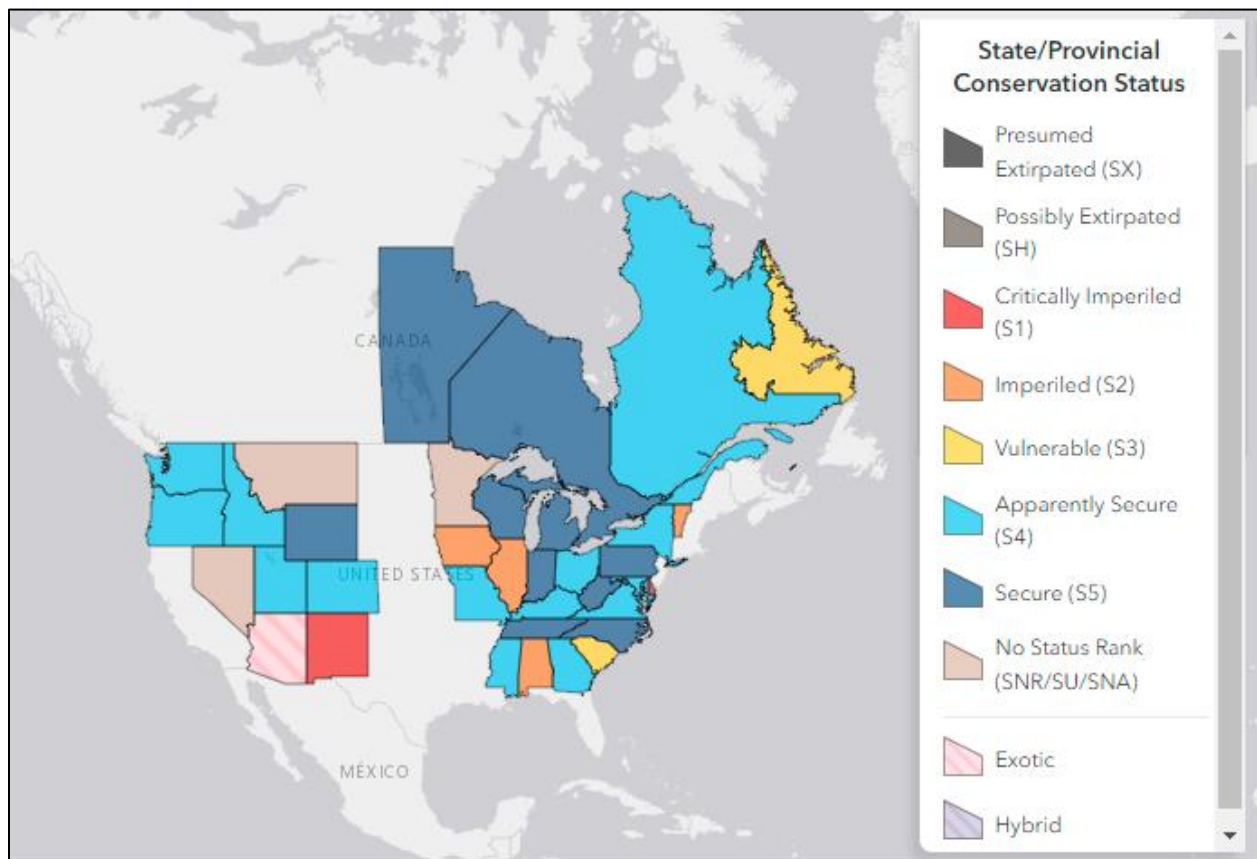 State/Provincial
Conservation Status
Presumed
Extirpated (SX)
Possibly Extirpated
(SH)
Critically Imperiled
(S1)
Imperiled (S2)
Vulnerable (S3)
Apparently Secure
(S4)
Secure (S5)
No Status Rank
(SNR/SU/SNA)
Exotic
Hybrid
CANADA
UNITED STATES
MÉXICO